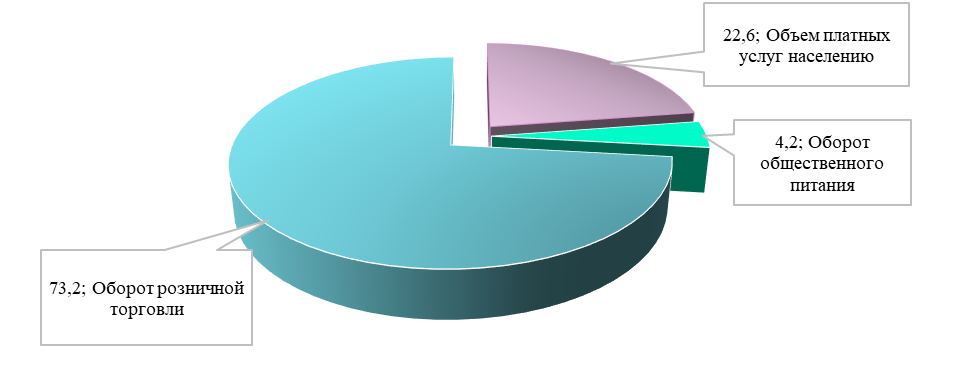 22,6; Объем платных
услуг населению
4,2; Оборот
общественного
питания
73,2; Оборот розничной
торговли